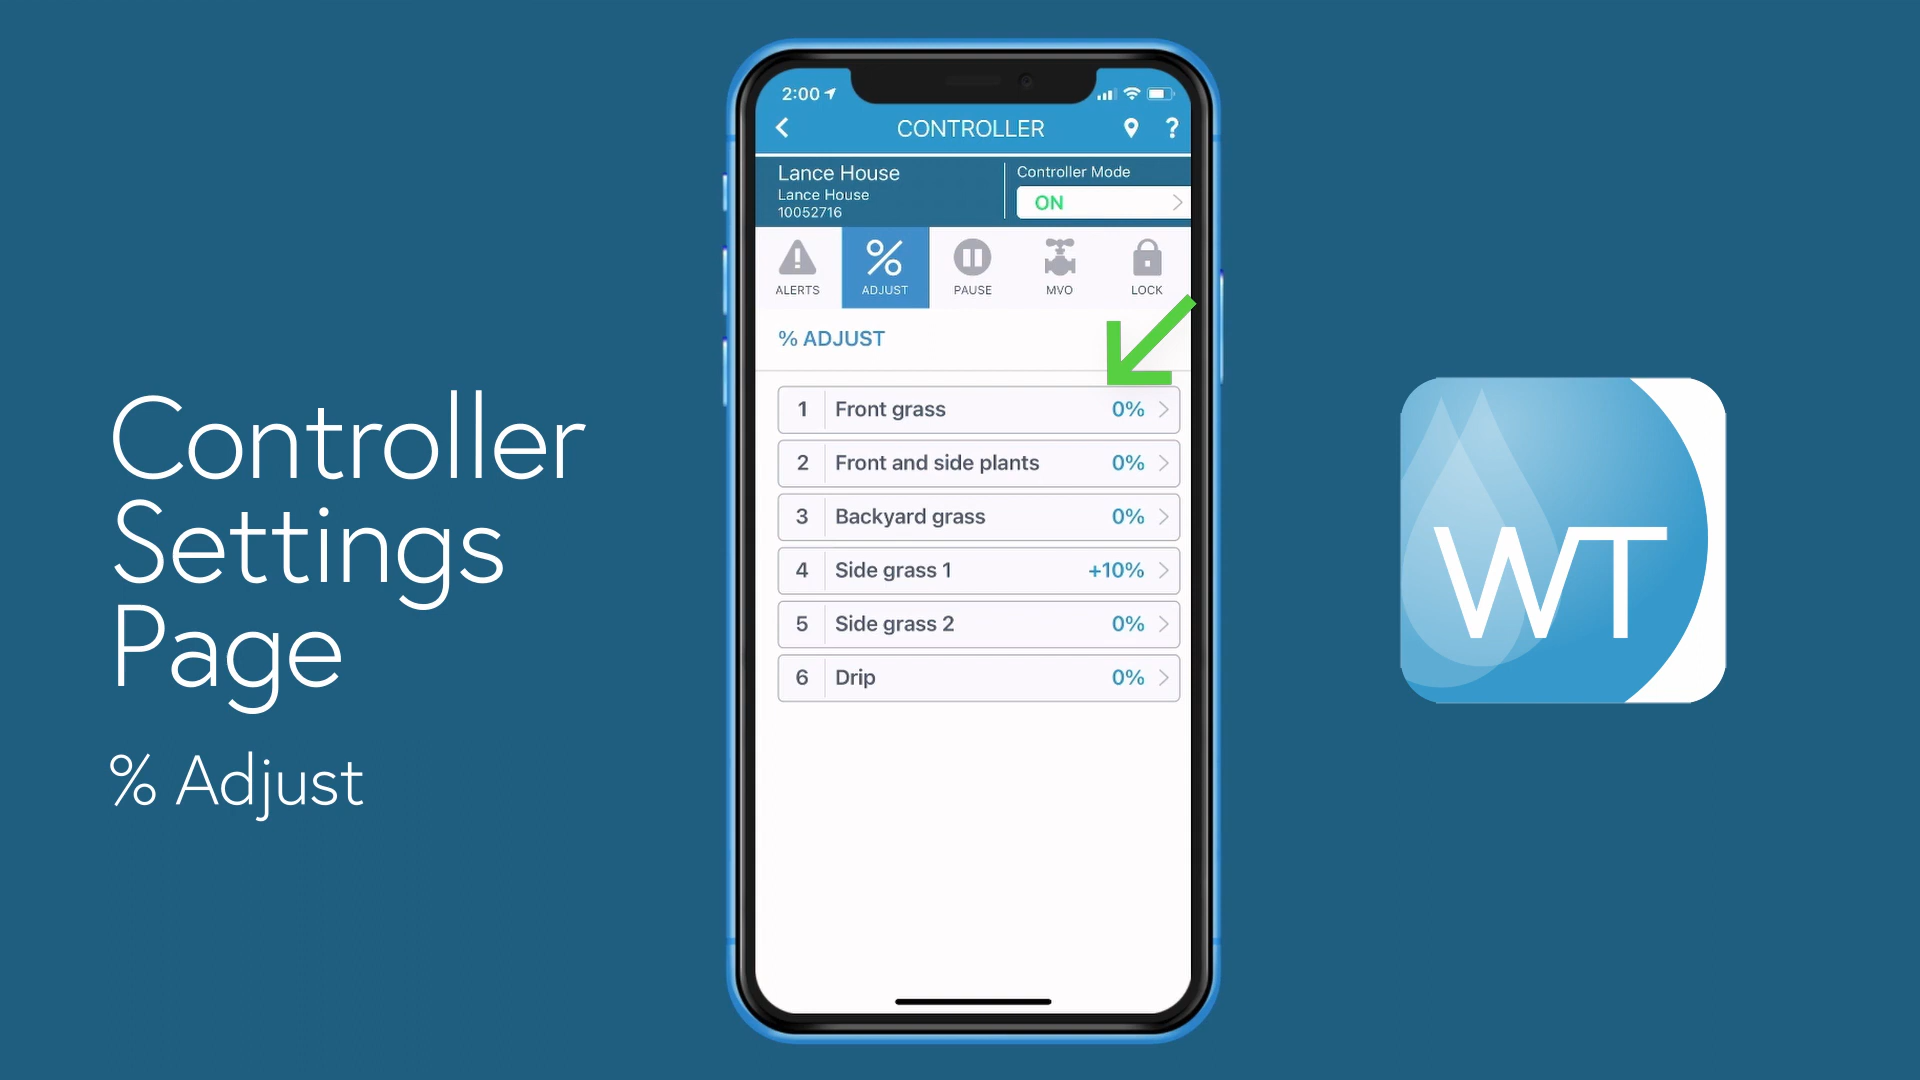 Controller
Settings
Page
% Adjust
2:00
CONTROLLER
?
Lance House
Lance House
10052716
Controller Mode
ON
ALERTS
% ADJUST
PAUSE
MVO
LOCK
% ADJUST
1 Front grass 0%
2 Front and side plants 0%
3 Backyard grass 0%
4 Side grass 1 +10%
5 Side grass 2 0%
6 Drip 0%
WT